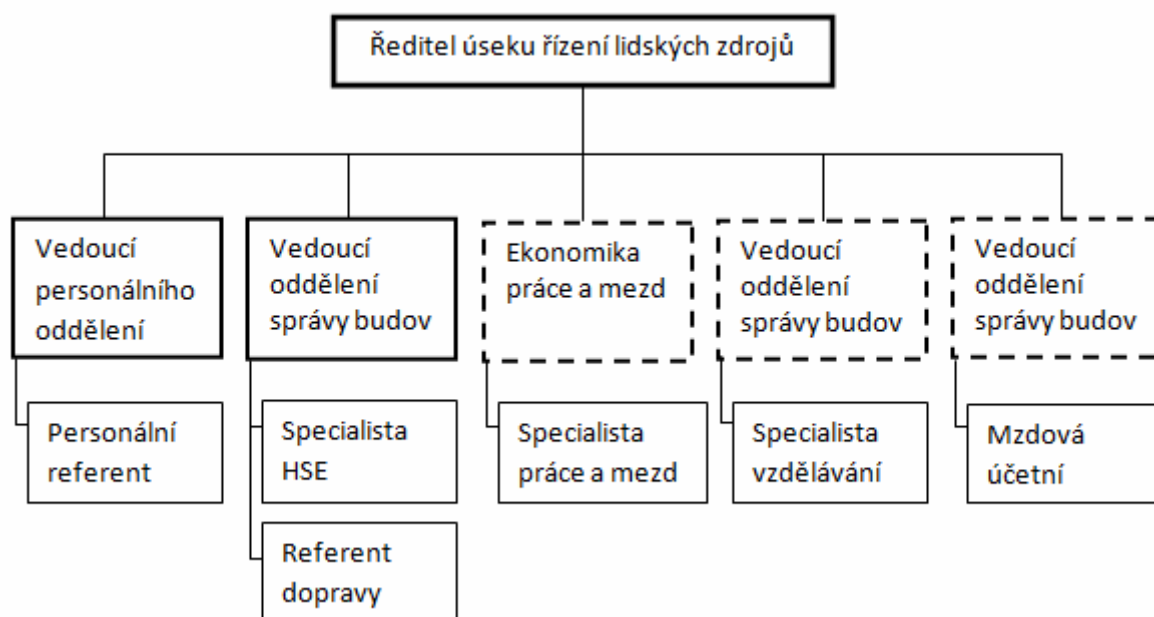 Ředitel úseku řízení lidských zdrojů
Vedoucí
personálního
oddělení
Vedoucí
oddělení
správy budov
Ekonomika
práce a mezd
Vedoucí
oddělení
správy budov
Vedoucí
oddělení
správy budov
Personální
referent
Specialista
HSE
Specialista
práce a mezd
Specialista
vzdělávání
Mzdová
účetní
Referent
dopravy